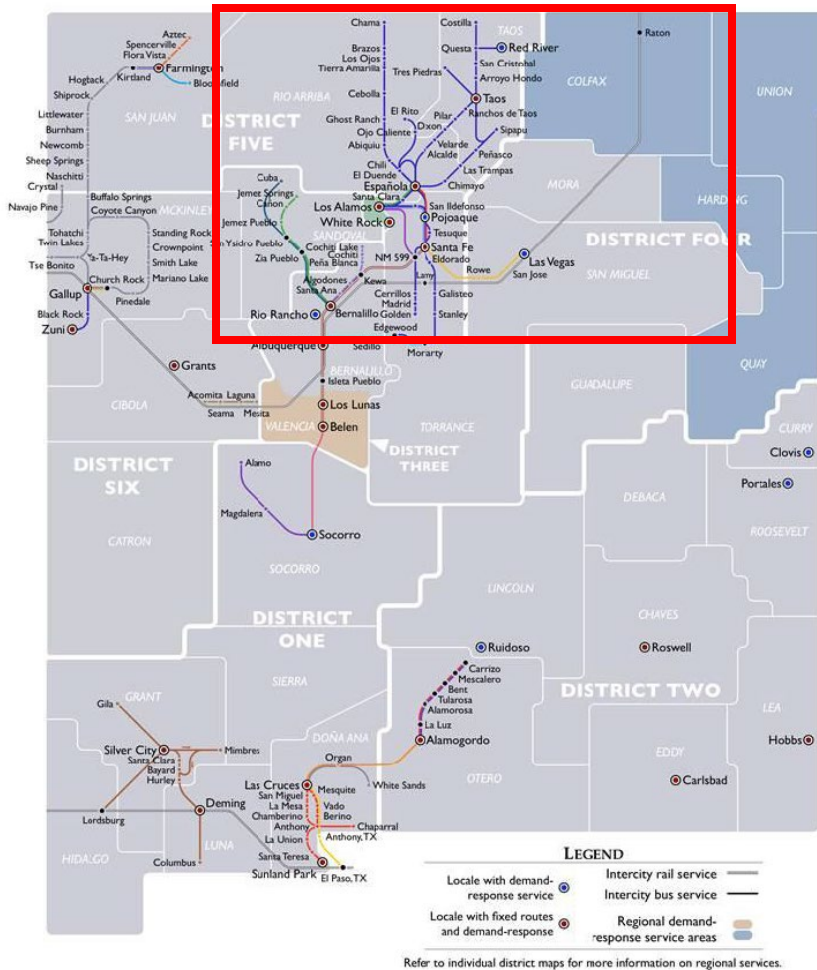 Chama
Costilla
TAOS
Aztec
Spencerville
Flora Vista
Farmington
Kirtland
Bloomfield
Hogback
Shiprock
Brazos
Los Ojos
Tierra Amarilla
Questa
Red River
San Cristobal
Arroyo Hondo
Tres Piedras
Taos
Ranchos de Taos
Raton
COLFAX
UNION
RIO ARRIBA
Cebolla
Ghost Ranch
El Rito
Dixon
Pilar
Sipapu
Ojo Caliente
Abiquiu
Velarde
Alcalde
Peñasco
Las Trampas
Chimayo
Littlewater
Burnham
Newcomb
Sheep Springs
Naschitti
Crystal
Navajo Pine
SAN JUAN
DISTRICT
FIVE
Chili
El Duende
Española
Santa Clara
Los Alamos
White Rock
San Ildefonso
Pojoaque
Tesuque
Santa Fe
Eldorado
MORA
HARDING
DISTRICT FOUR
SAN MIGUEL
Cuba
Jemez Springs
Cañon
Jemez Pueblo
San Ysidro Pueblo
Zia Pueblo
SANDOVAL
Cochiti Lake
Cochiti
Peña Blanca
NM 599
Lamy
Rowe
Las Vegas
San Jose
Buffalo Springs
Coyote Canyon
MCKINLEY
Tohatchi
Twin Lakes
Standing Rock
Crownpoint
Smith Lake
Mariano Lake
Tse Bonito
Ya-Ta-Hey
Church Rock
Gallup
Pinedale
Black Rock
Zuni
Algodones
Santa Ana
Kewa
Rio Rancho
Bernalillo
Cerrillos
Madrid
Golden
Galisteo
Stanley
Edgewood
Sedillo
Moriarty
Albuquerque
Grants
BERNALILLO
Isleta Pueblo
GUADALUPE
QUAY
CIBOLA
Acomita
Laguna
Seama
Mesita
Los Lunas
VALENCIA
Belen
TORRANCE
CURRY
DISTRICT
THREE
Clovis
DISTRICT
SIX
Alamo
Magdalena
Socorro
DEBACA
Portales
ROOSEVELT
CATRON
SOCORRO
LINCOLN
DISTRICT
ONE
CHAVES
Ruidoso
Roswell
Carrizo
Mescalero
Bent
Tularosa
Alamorosa
La Luz
Alamogordo
SIERRA
DISTRICT TWO
LEA
Hobbs
GRANT
Gila
DOÑA ANA
Silver City
Santa Clara
Bayard
Hurley
Mimbres
Organ
OTERO
EDDY
Carlsbad
Las Cruces
Mesquite
White Sands
San Miguel
La Mesa
Chamberino
Vado
Berino
Anthony
Chaparral
La Union
Anthony, TX
Lordsburg
Deming
HIDALGO
LUNA
Columbus
Santa Teresa
Sunland Park
El Paso, TX
LEGEND
Locale with demand-
response service
Intercity rail service
Intercity bus service
Locale with fixed routes
and demand-response
Regional demand-
response service areas
Refer to individual district maps for more information on regional services.